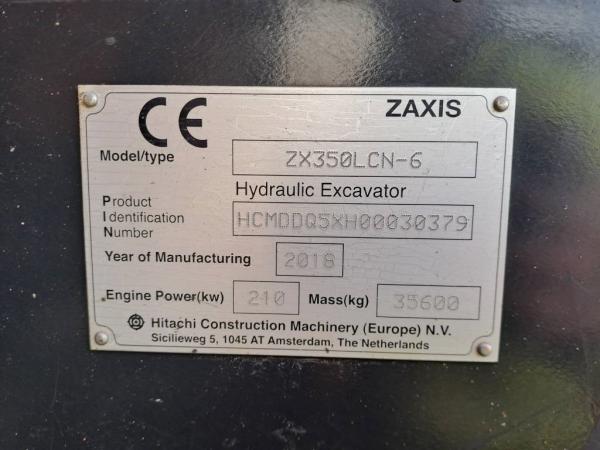 CE
ZAXIS
Model/type ZX350LCN-6
Hydraulic Excavator
Product
Identification
Number
HCMDDQ5XH00030379
Year of Manufacturing 2018
Engine Power(kw) 210 Mass(kg) 35600
Hitachi Construction Machinery (Europe) N.V.
Sicilieweg 5, 1045 AT Amsterdam, The Netherlands